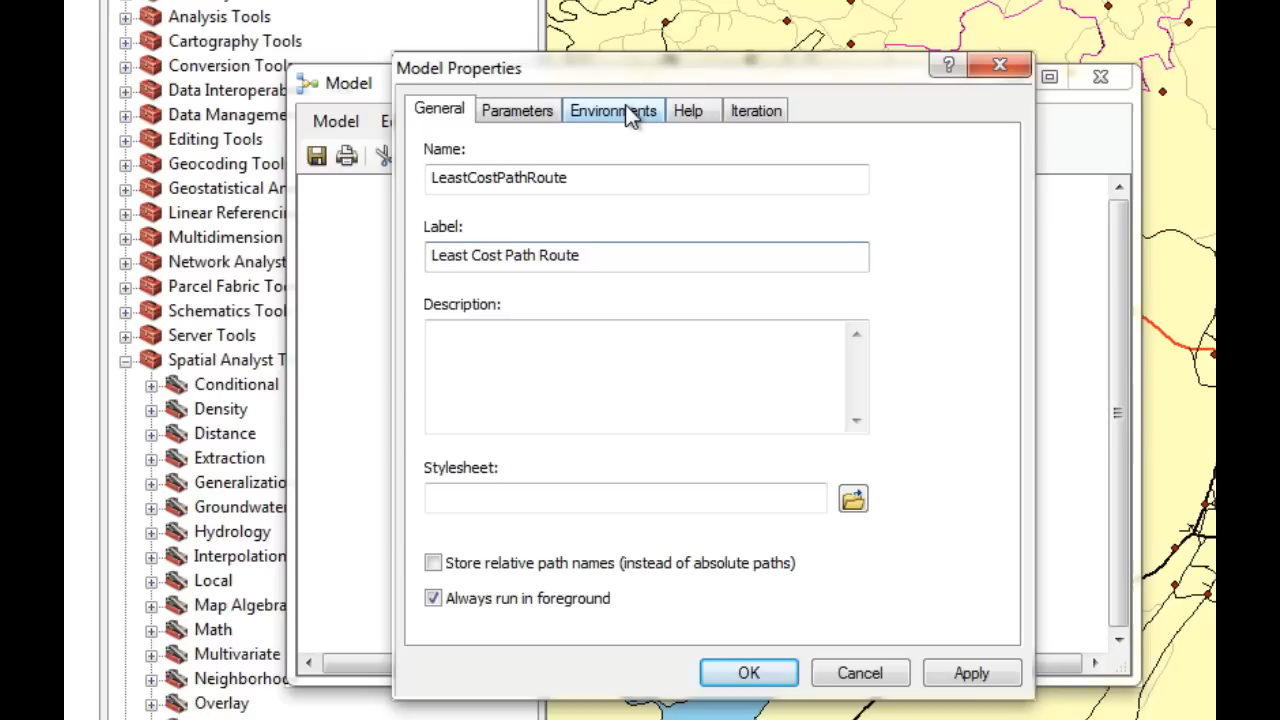 Analysis Tools
Cartography Tools
Conversion Tool
Data Interoperab
Data Manageme
Editing Tools
Geocoding Tool
Geostatistical An
Linear Referenci
Multidimension
Network Analyst
Parcel Fabric To
Schematics Tool
Server Tools
Spatial Analyst T
Conditional
Density
Distance
Extraction
Generalizatio
Groundwater
Hydrology
Interpolation
Local
Map Algebra
Math
Multivariate
Neighborhoo
Overlay
Model
Model E
Model Properties
General Parameters Environments Help Iteration
Name:
LeastCostPathRoute
Label:
Least Cost Path Route
Description:
Stylesheet:
Store relative path names (instead of absolute paths)
Always run in foreground
OK Cancel Apply